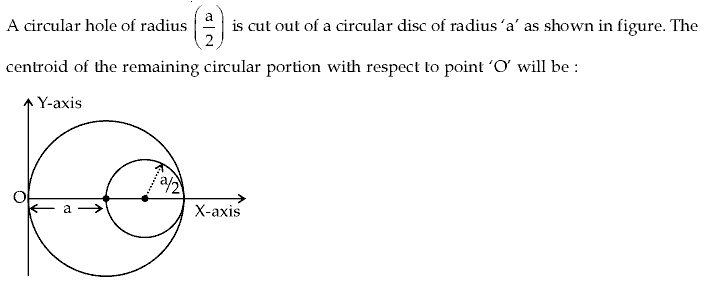 A circular hole of radius (a/2) is cut out of a circular disc of radius 'a' as shown in figure. The
centroid of the remaining circular portion with respect to point 'O' will be :
Y-axis
a/2
O
a
X-axis